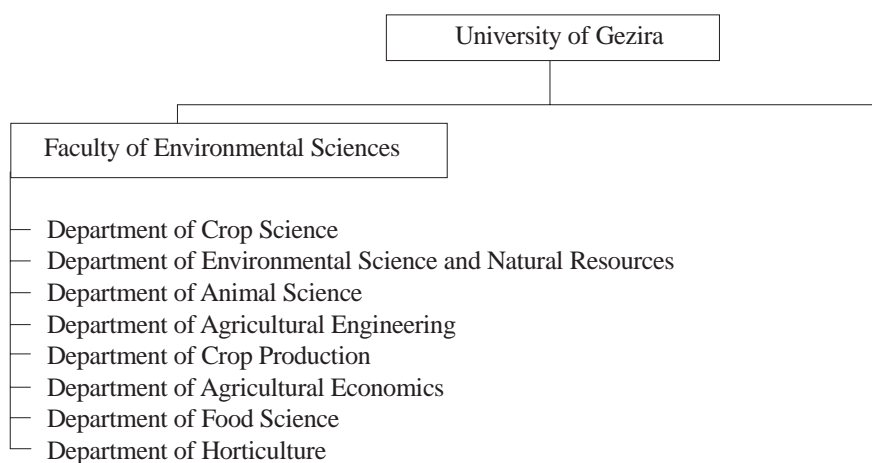 University of Gezira
Faculty of Environmental Sciences
Department of Crop Science
Department of Environmental Science and Natural Resources
Department of Animal Science
Department of Agricultural Engineering
Department of Crop Production
Department of Agricultural Economics
Department of Food Science
Department of Horticulture